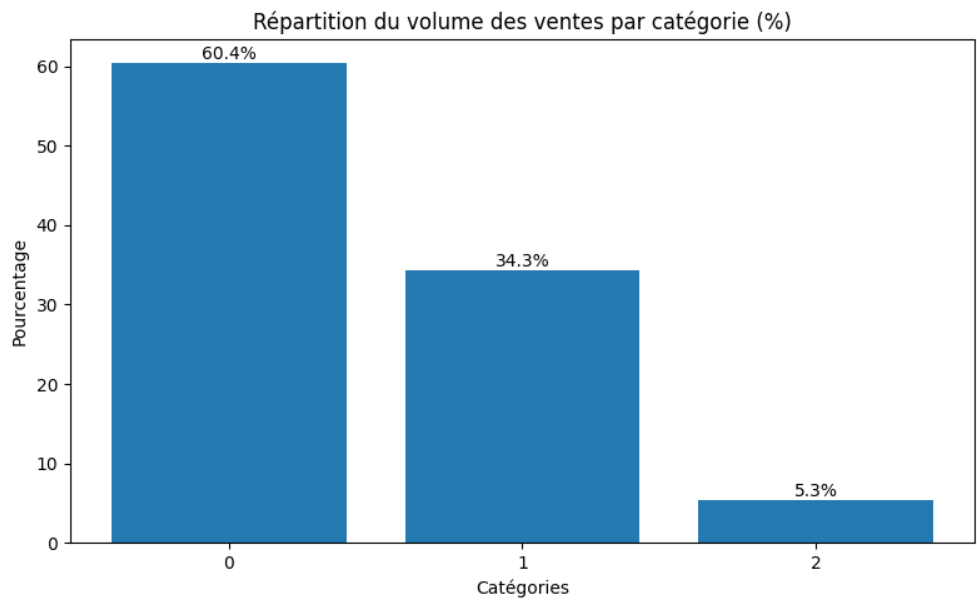 Répartition du volume des ventes par catégorie (%)
60.4%
60
50
40
34.3%
30
20
10
5.3%
0
Pourcentage
0 1 2
Catégories